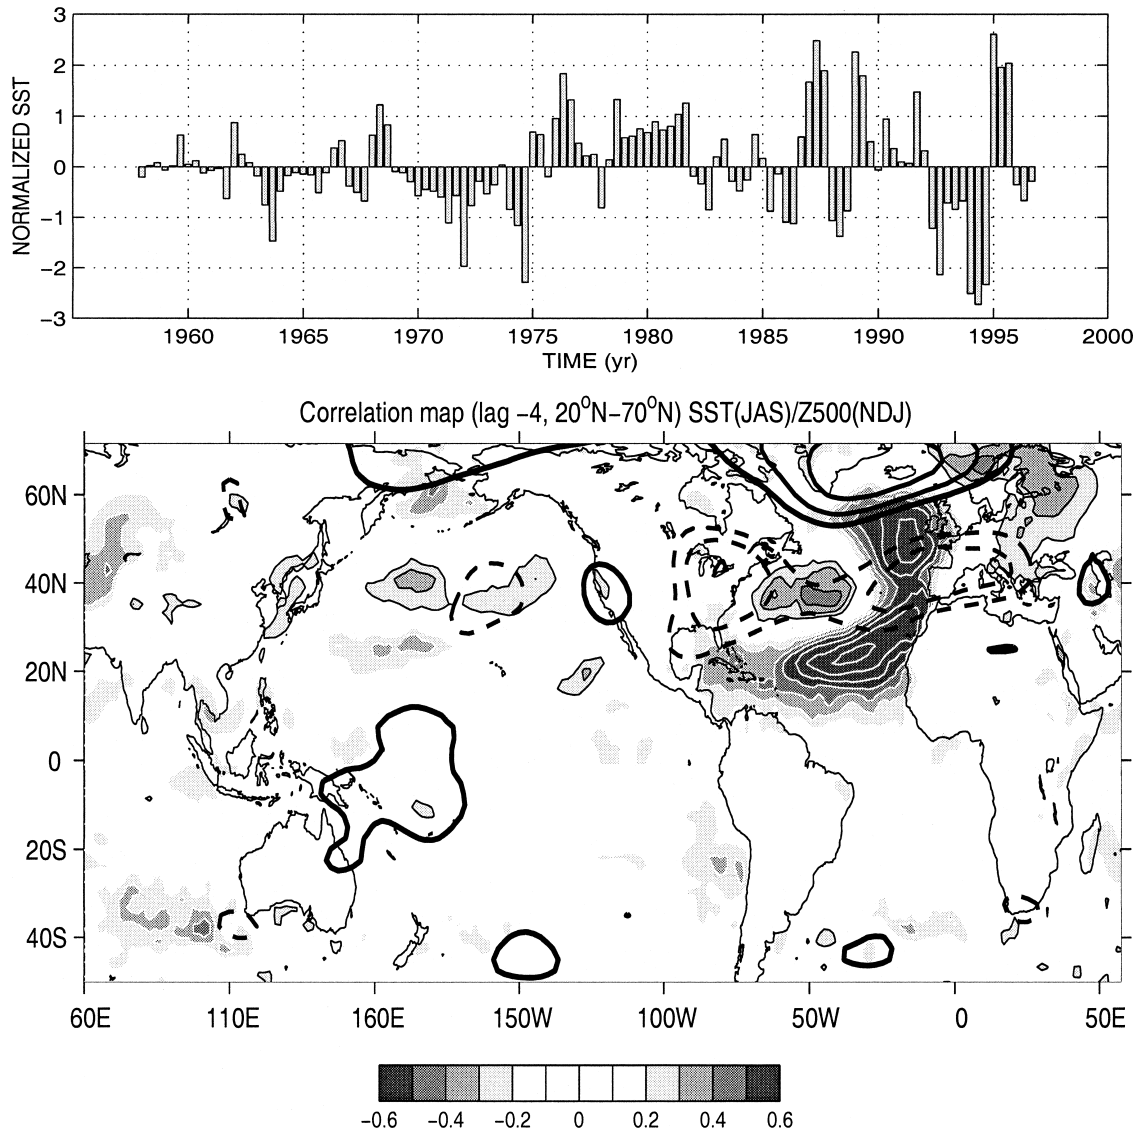 3
2
1
0
−1
−2
−3
NORMALIZED SST
1960 1965 1970 1975 1980 1985 1990 1995 2000
TIME (yr)
Correlation map (lag −4, 20°N−70°N) SST(JAS)/Z500(NDJ)
60N
40N
20N
0
20S
40S
60E 110E 160E 150W 100W 50W 0 50E
−0.6 −0.4 −0.2 0 0.2 0.4 0.6